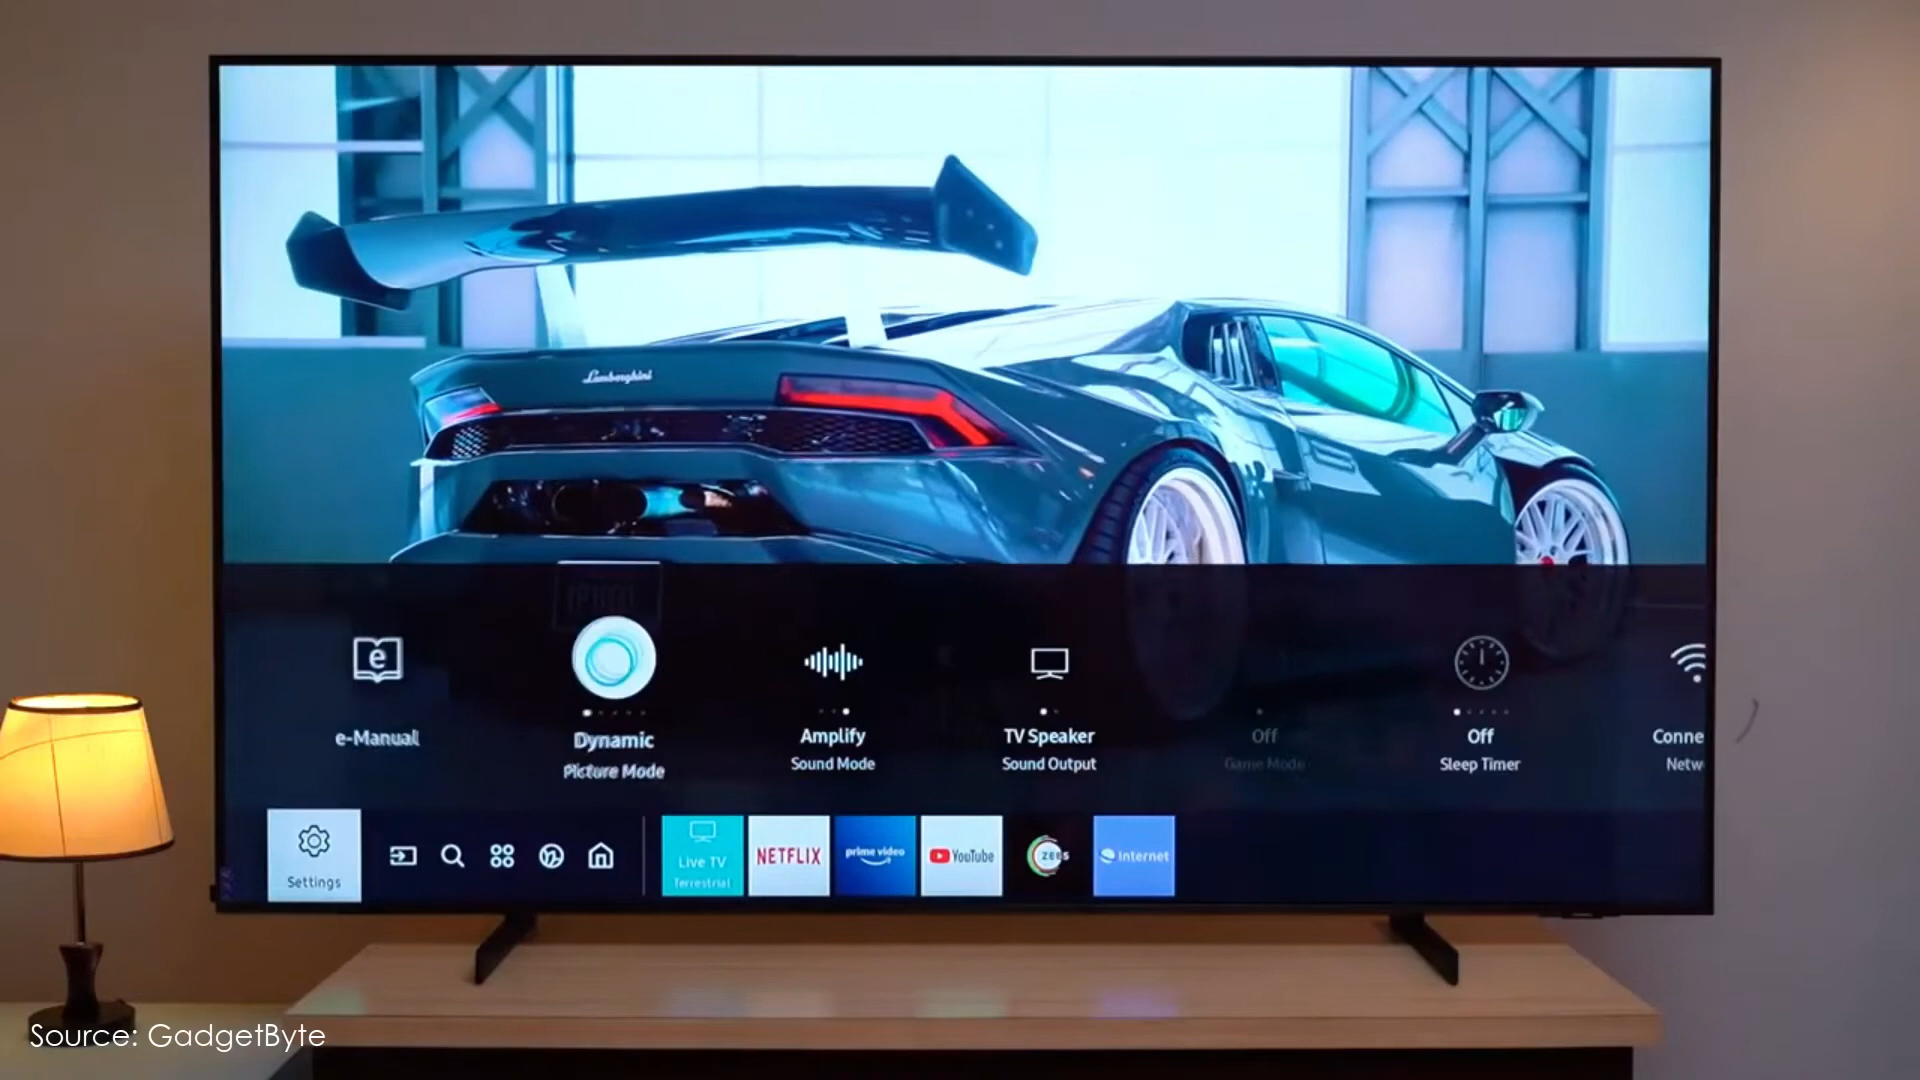 Lamborghini
e-Manual
Dynamic
Picture Mode
Amplify
Sound Mode
TV Speaker
Sound Output
Off
Game Mode
Off
Sleep Timer
Conne
Netw
Settings
Live TV
Terrestrial
NETFLIX
prime video
YouTube
ZEE5
Internet
Source: GadgetByte